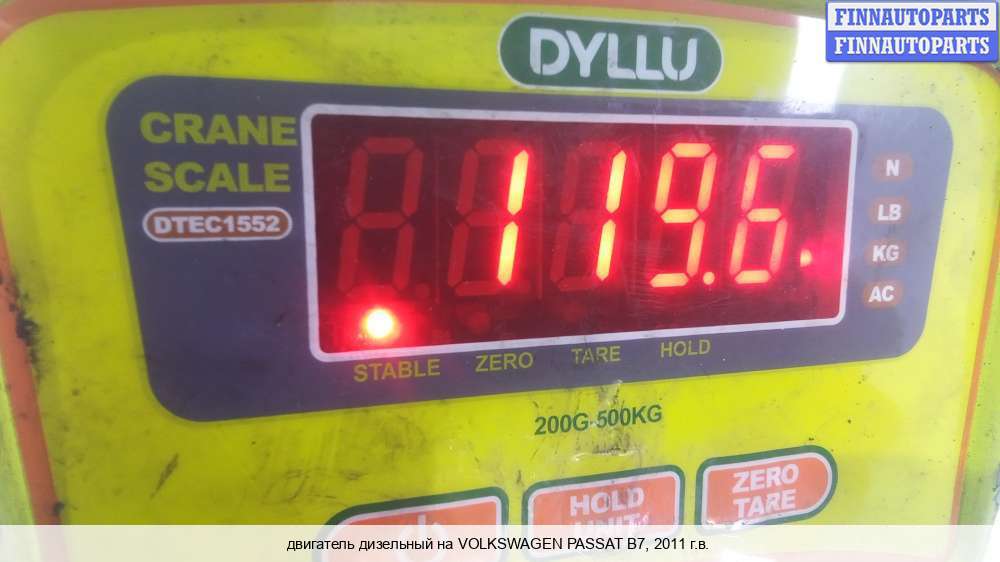 FINNAUTOPARTS
FINNAUTOPARTS
DYLLU
CRANE
SCALE
DTEC1552
119.6
N
LB
KG
AC
STABLE ZERO TARE HOLD
200G-500KG
HOLD
UNIT
ZERO
TARE
двигатель дизельный на VOLKSWAGEN PASSAT B7, 2011 г.в.